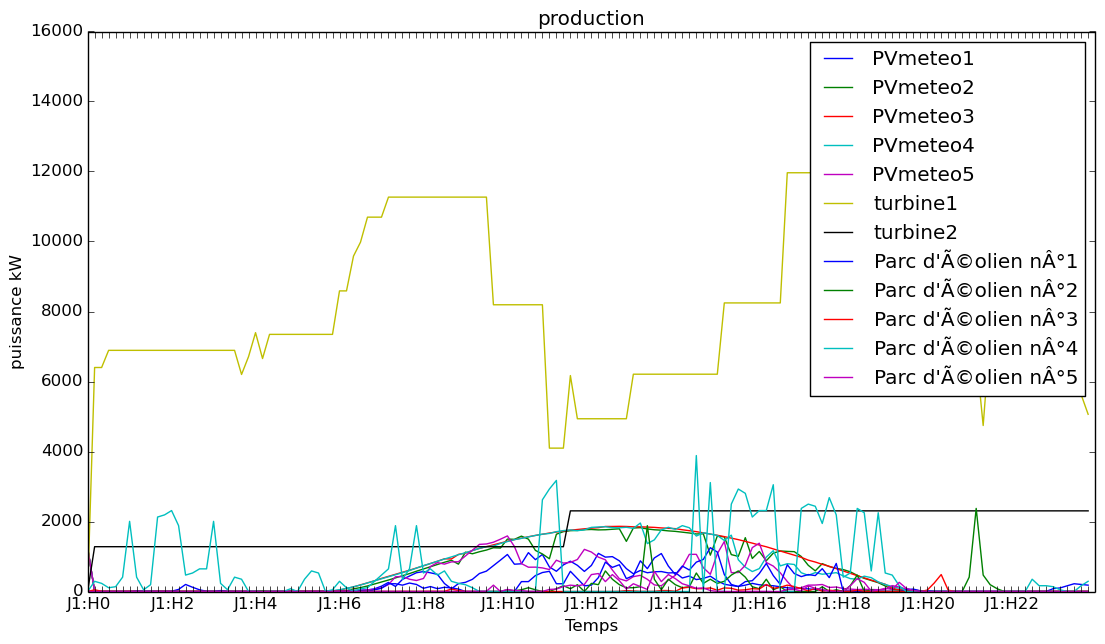 production
puissance kW
16000
14000
12000
10000
8000
6000
4000
2000
0
J1:H0 J1:H2 J1:H4 J1:H6 J1:H8 J1:H10 J1:H12 J1:H14 J1:H16 J1:H18 J1:H20 J1:H22
Temps
PVmeteo1
PVmeteo2
PVmeteo3
PVmeteo4
PVmeteo5
turbine1
turbine2
Parc d'Ã©olien nÂ°1
Parc d'Ã©olien nÂ°2
Parc d'Ã©olien nÂ°3
Parc d'Ã©olien nÂ°4
Parc d'Ã©olien nÂ°5